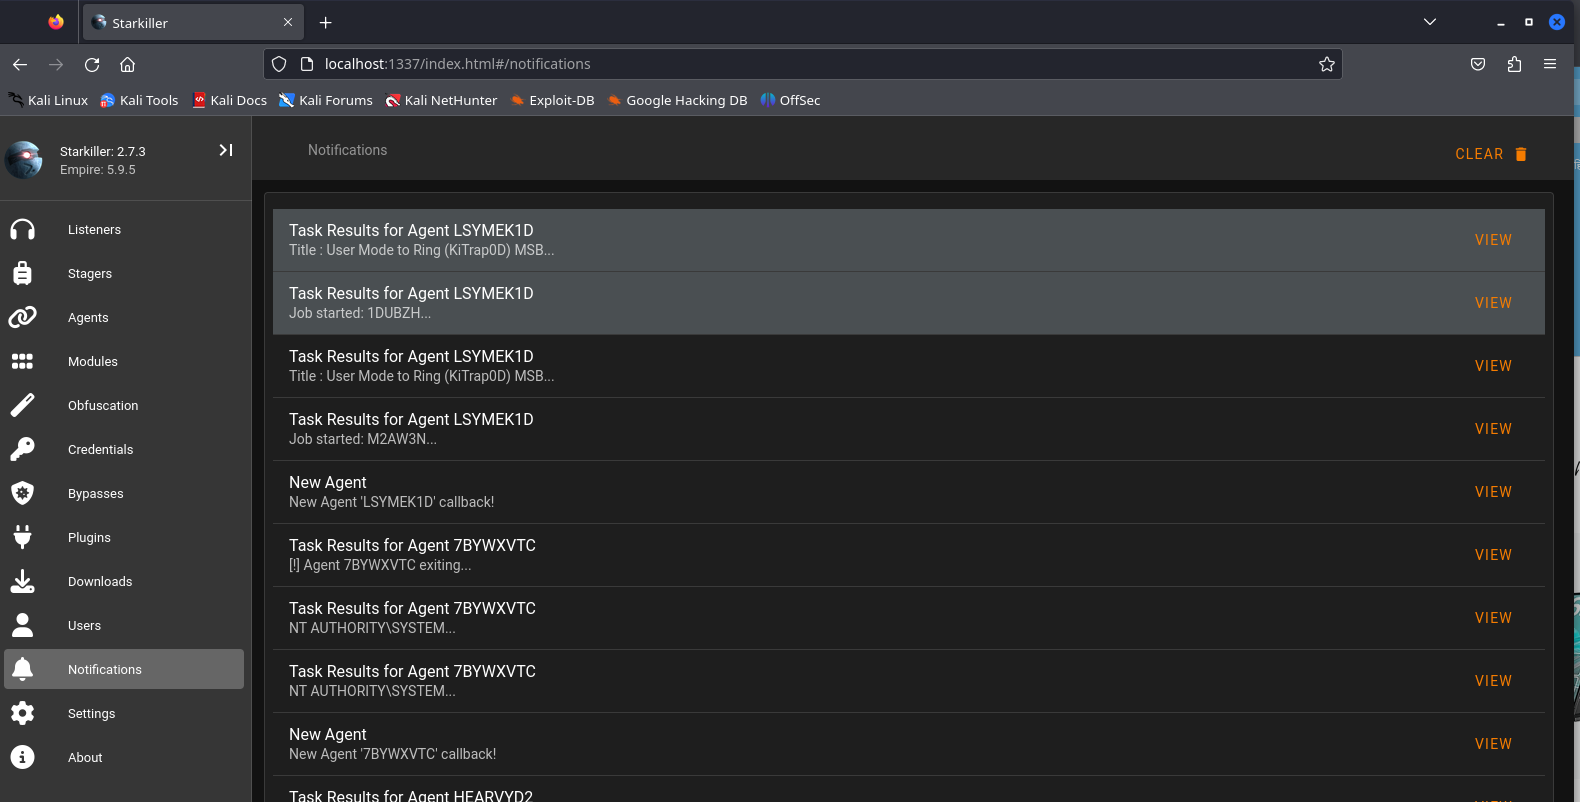 Starkiller
localhost:1337/index.html#/notifications
Kali Linux Kali Tools Kali Docs Kali Forums Kali NetHunter Exploit-DB Google Hacking DB OffSec
Starkiller: 2.7.3
Empire: 5.9.5
Listeners
Stagers
Agents
Modules
Obfuscation
Credentials
Bypasses
Plugins
Downloads
Users
Notifications
Settings
About
Notifications
CLEAR
Task Results for Agent LSYMEK1D
Title : User Mode to Ring (KiTrap0D) MSB...
VIEW
Task Results for Agent LSYMEK1D
Job started: 1DUBZH...
VIEW
Task Results for Agent LSYMEK1D
Title : User Mode to Ring (KiTrap0D) MSB...
VIEW
Task Results for Agent LSYMEK1D
Job started: M2AW3N...
VIEW
New Agent
New Agent 'LSYMEK1D' callback!
VIEW
Task Results for Agent 7BYWXVTC
[!] Agent 7BYWXVTC exiting...
VIEW
Task Results for Agent 7BYWXVTC
NT AUTHORITY\SYSTEM...
VIEW
Task Results for Agent 7BYWXVTC
NT AUTHORITY\SYSTEM...
VIEW
New Agent
New Agent '7BYWXVTC' callback!
VIEW
Task Results for Agent HEARVYD2